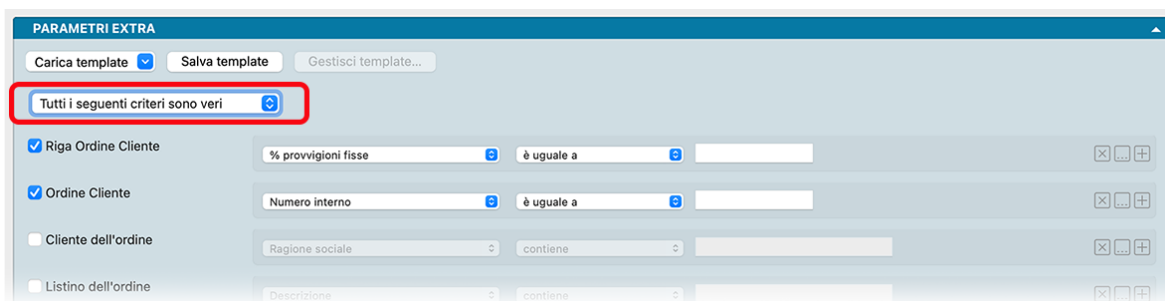 PARAMETRI EXTRA
Carica template Salva template Gestisci template...
Tutti i seguenti criteri sono veri
Riga Ordine Cliente % provvigioni fisse è uguale a
Ordine Cliente Numero interno è uguale a
Cliente dell'ordine Ragione sociale contiene
Listino dell'ordine Descrizione contiene